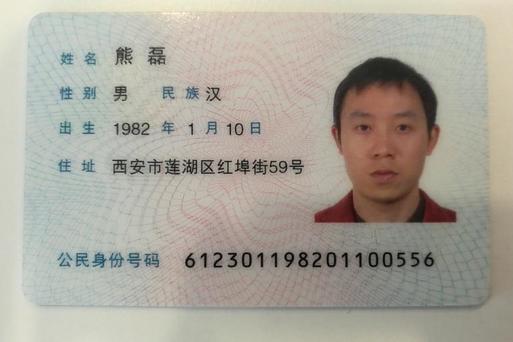 姓名 熊磊
性别 男 民族 汉
出生 1982 年 1 月 10 日
住址 西安市莲湖区红埠街59号
公民身份号码 612301198201100556